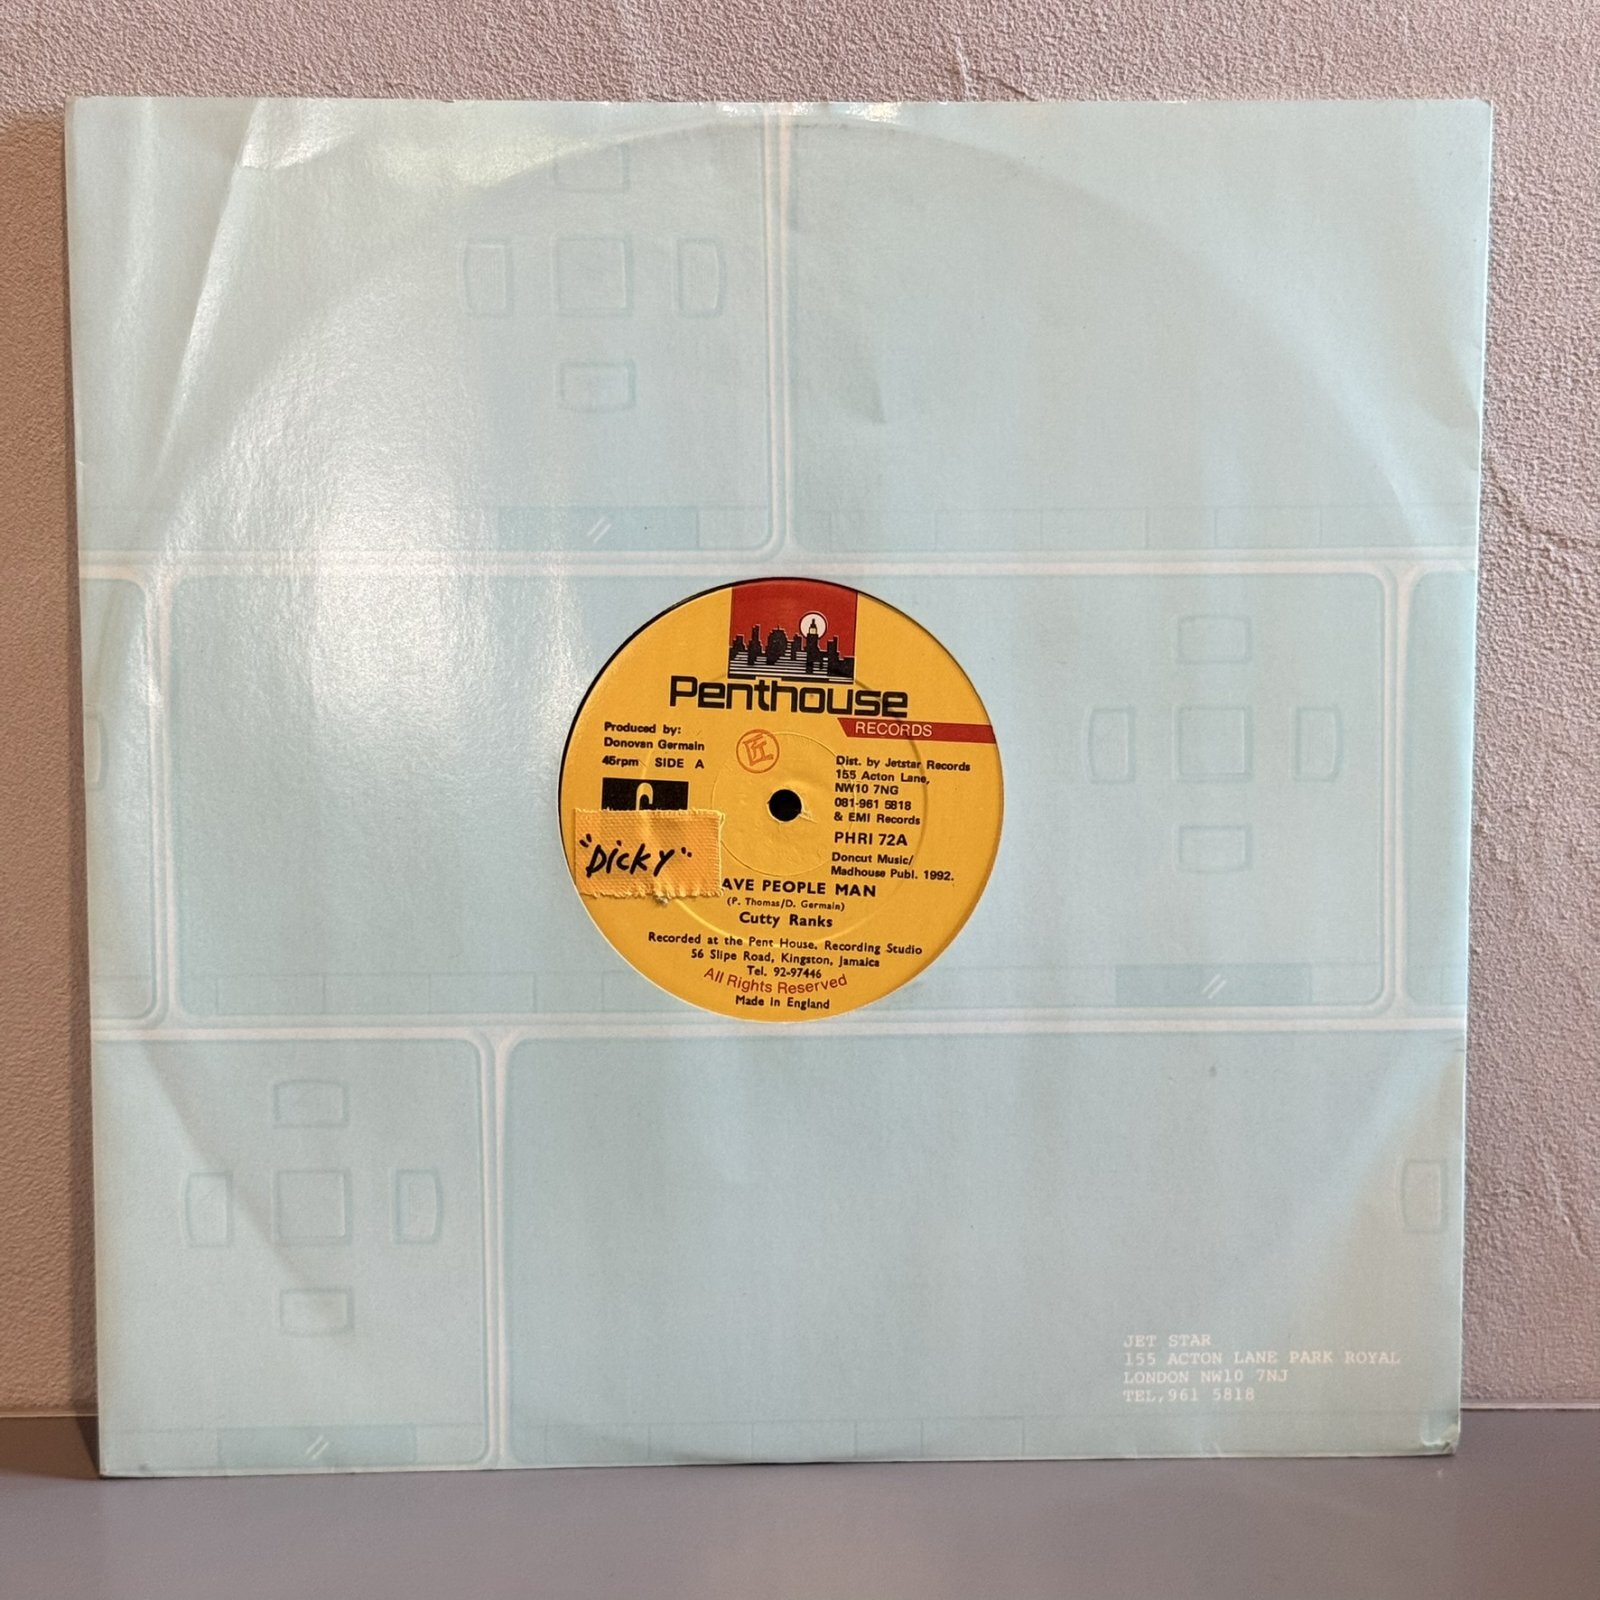 Penthouse
RECORDS
Produced by:
Donovan Germain
45rpm SIDE A
匠
Dist. by Jetstar Records
155 Acton Lane,
NW10 7NG
081-961 5818
& EMI Records
PHRI 72A
Doncut Music/
Madhouse Publ. 1992.
"DICKY"
AVE PEOPLE MAN
(P. Thomas/D. Germain)
Cutty Ranks
Recorded at the Pent House. Recording Studio
56 Slipe Road, Kingston, Jamaica
Tel. 92-97446
All Rights Reserved
Made in England
JET STAR
155 ACTON LANE PARK ROYAL
LONDON NW10 7NJ
TEL,961 5818